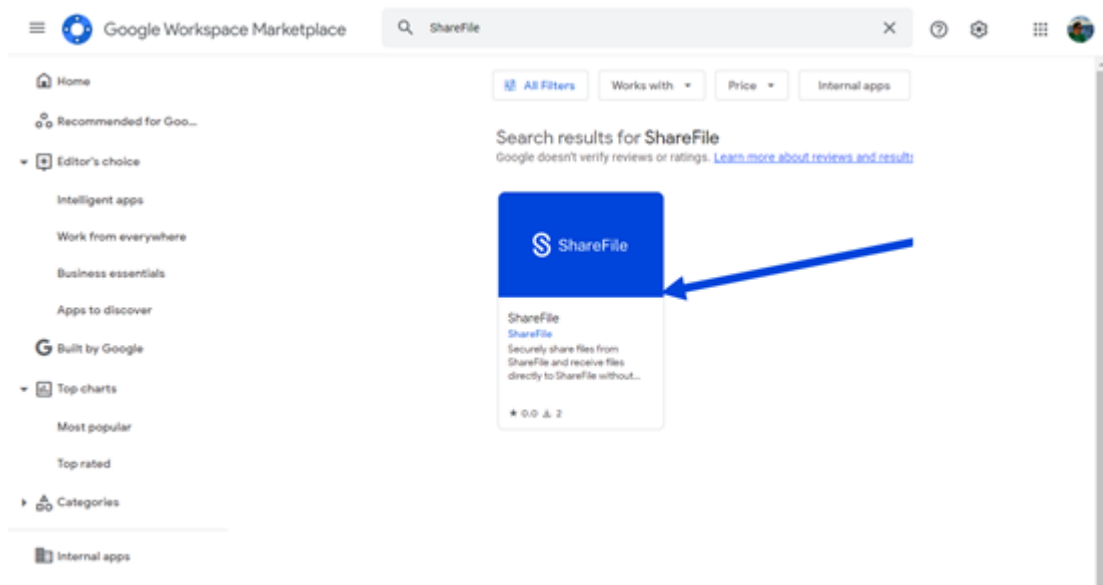 Google Workspace Marketplace
ShareFile
Home
Recommended for Goo...
Editor's choice
Intelligent apps
Work from everywhere
Business essentials
Apps to discover
Built by Google
Top charts
Most popular
Top rated
Categories
Internal apps
All Filters
Works with
Price
Internal apps
Search results for ShareFile
Google doesn't verify reviews or ratings. Learn more about reviews and results
ShareFile
ShareFile
ShareFile
Securely share files from
ShareFile and receive files
directly to ShareFile without...
0.0 2